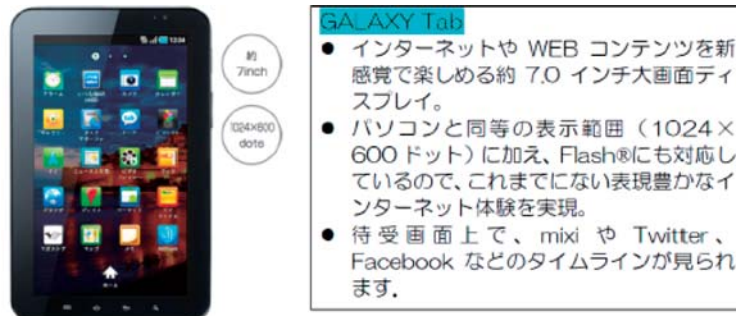 約
7inch
1024×600
dots
ホーム
GALAXY Tab
● インターネットや WEB コンテンツを新
感覚で楽しめる約 7.0 インチ大画面ディ
スプレイ。
● パソコンと同等の表示範囲（1024×
600 ドット）に加え、Flash®にも対応し
ているので、これまでにない表現豊かなイ
ンターネット体験を実現。
● 待受画面上で、mixi や Twitter、
Facebook などのタイムラインが見られ
ます.